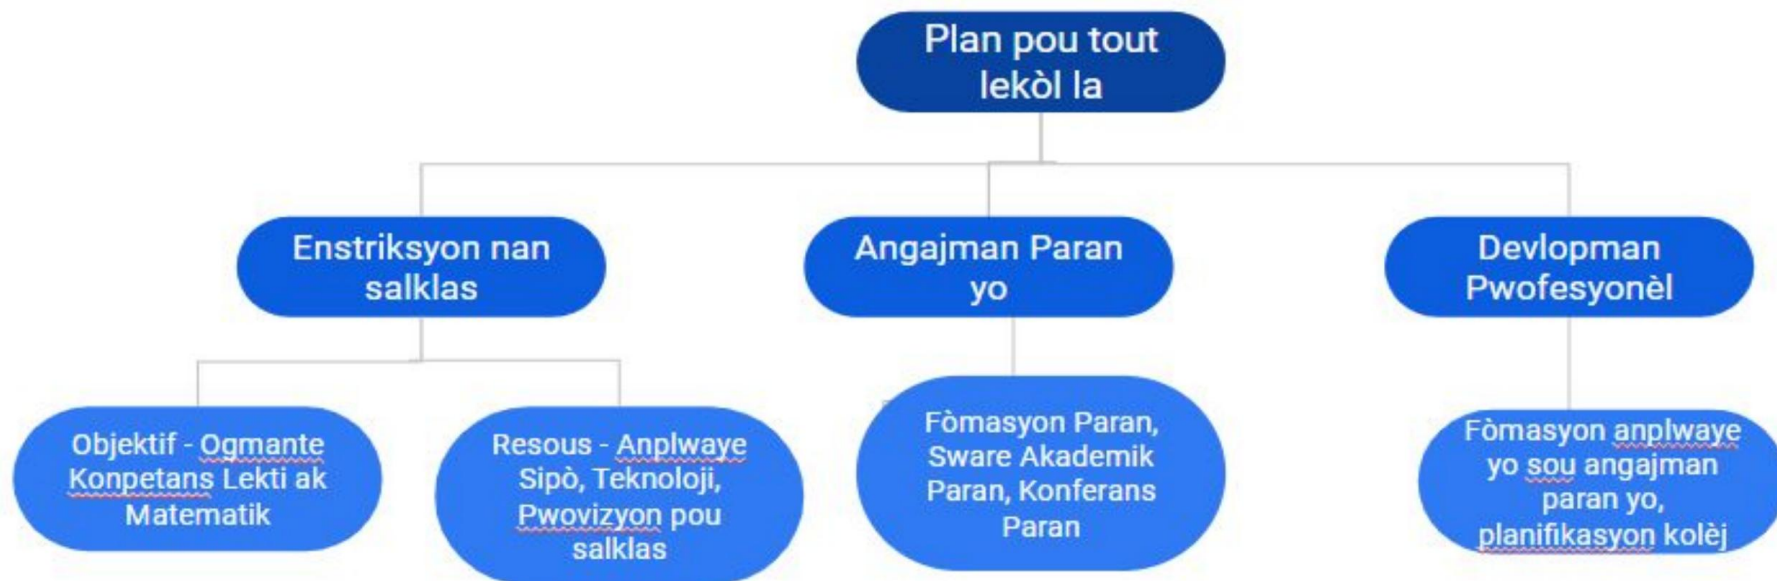 Plan pou tout
lekòl la
Enstriksyon nan
salklas
Angajman Paran
yo
Devlopman
Pwofesyonèl
Objektif - Ogmante
Konpetans Lekti ak
Matematik
Resous - Anplwaye
Sipò, Teknoloji,
Pwovizyon pou
salklas
Fòmasyon Paran,
Sware Akademik
Paran, Konferans
Paran
Fòmasyon anplwaye
yo sou angajman
paran yo,
planifikasyon kolèj